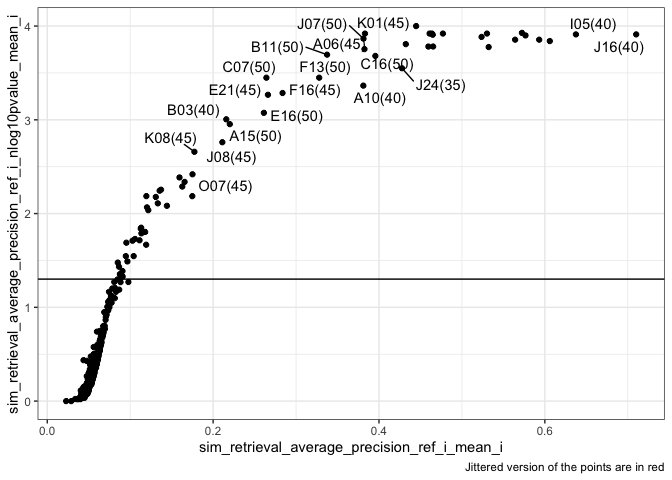 sim_retrieval_average_precision_ref_i_nlog10pvalue_mean_i
4
3
2
1
0
J07(50)
K01(45)
I05(40)
B11(50)
A06(45)
J16(40)
C07(50)
F13(50)
C16(50)
E21(45)
F16(45)
J24(35)
A10(40)
B03(40)
E16(50)
K08(45)
A15(50)
J08(45)
O07(45)
0.0
0.2
0.4
0.6
sim_retrieval_average_precision_ref_i_mean_i
Jittered version of the points are in red